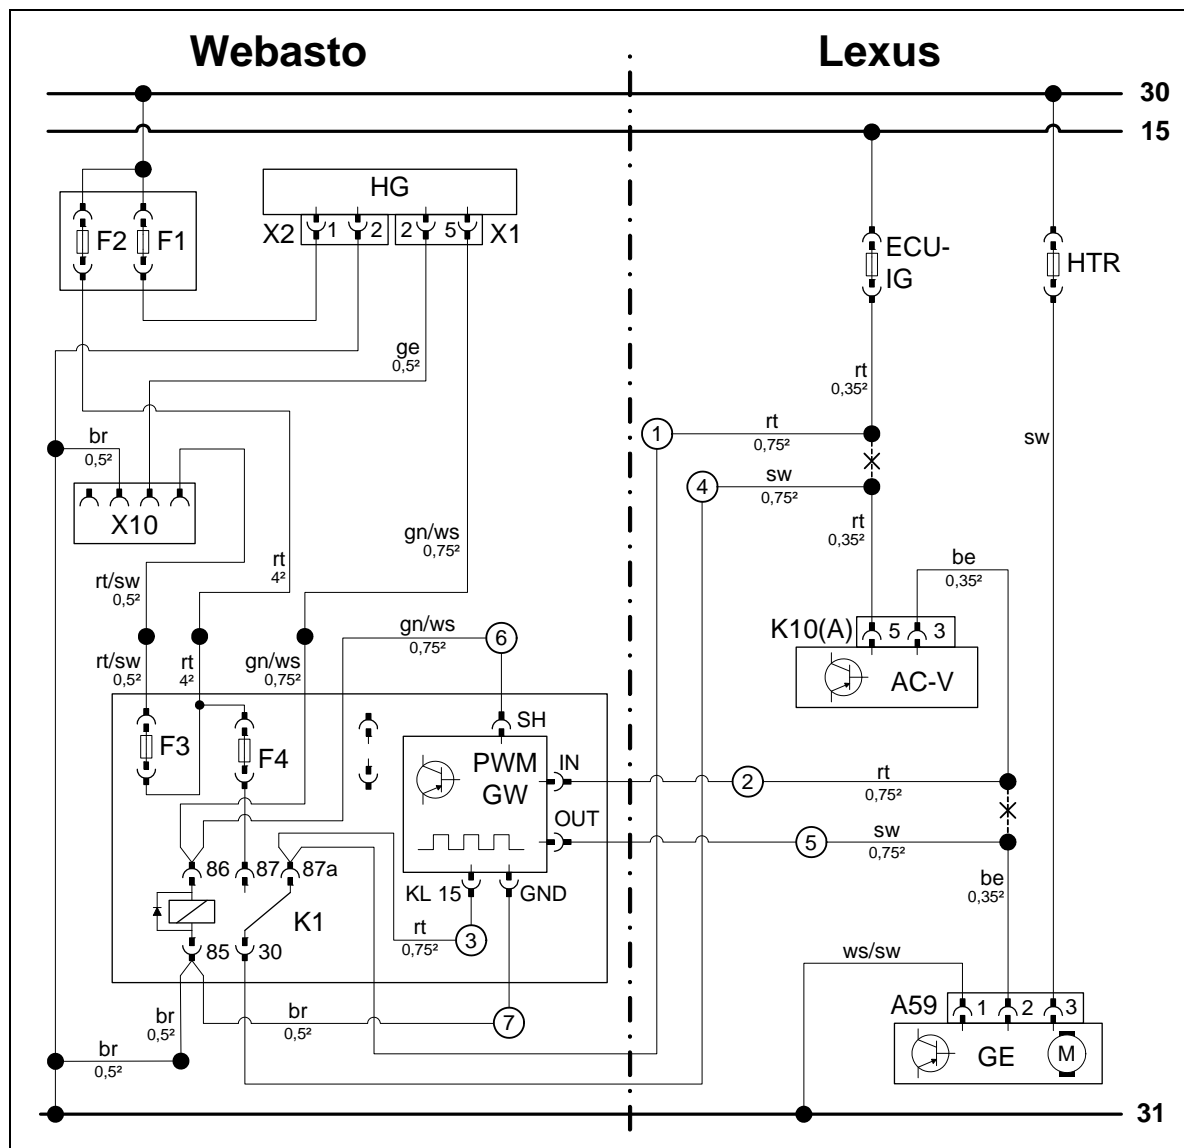 Webasto
Lexus
30
15
HG
X2 1 2 2 5 X1
F2 F1
ECU-
IG
HTR
ge
0,5²
rt
0,35²
br
0,5²
1
rt
0,75²
sw
4
sw
0,75²
X10
gn/ws
0,75²
rt
0,35²
rt
4²
rt/sw
0,5²
be
0,35²
gn/ws
0,75²
6
K10(A) 5 3
rt/sw
0,5²
rt
4²
gn/ws
0,75²
AC-V
SH
F3
F4
PWM
GW
IN
2
rt
0,75²
OUT
5
sw
0,75²
86 87 87a
KL 15
GND
be
0,35²
K1
rt
0,75²
3
85 30
ws/sw
A59 1 2 3
br
0,5²
br
0,5²
7
br
0,5²
GE
M
31